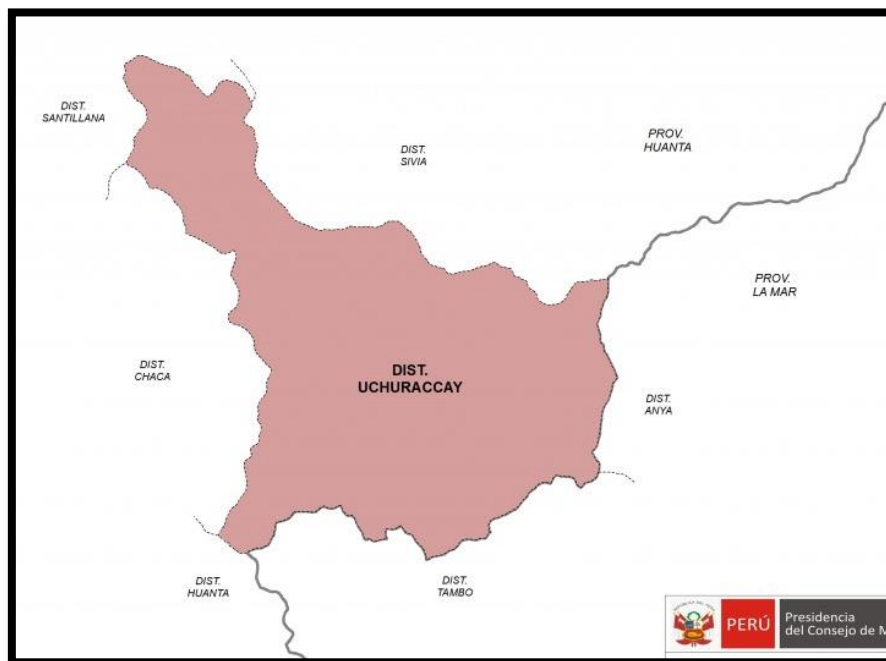 DIST.
SANTILLANA
DIST.
SIVIA
PROV.
HUANTA
PROV.
LA MAR
DIST.
CHACA
DIST.
UCHURACCAY
DIST.
ANYA
DIST.
HUANTA
DIST.
TAMBO
PERÚ
Presidencia
del Consejo de M